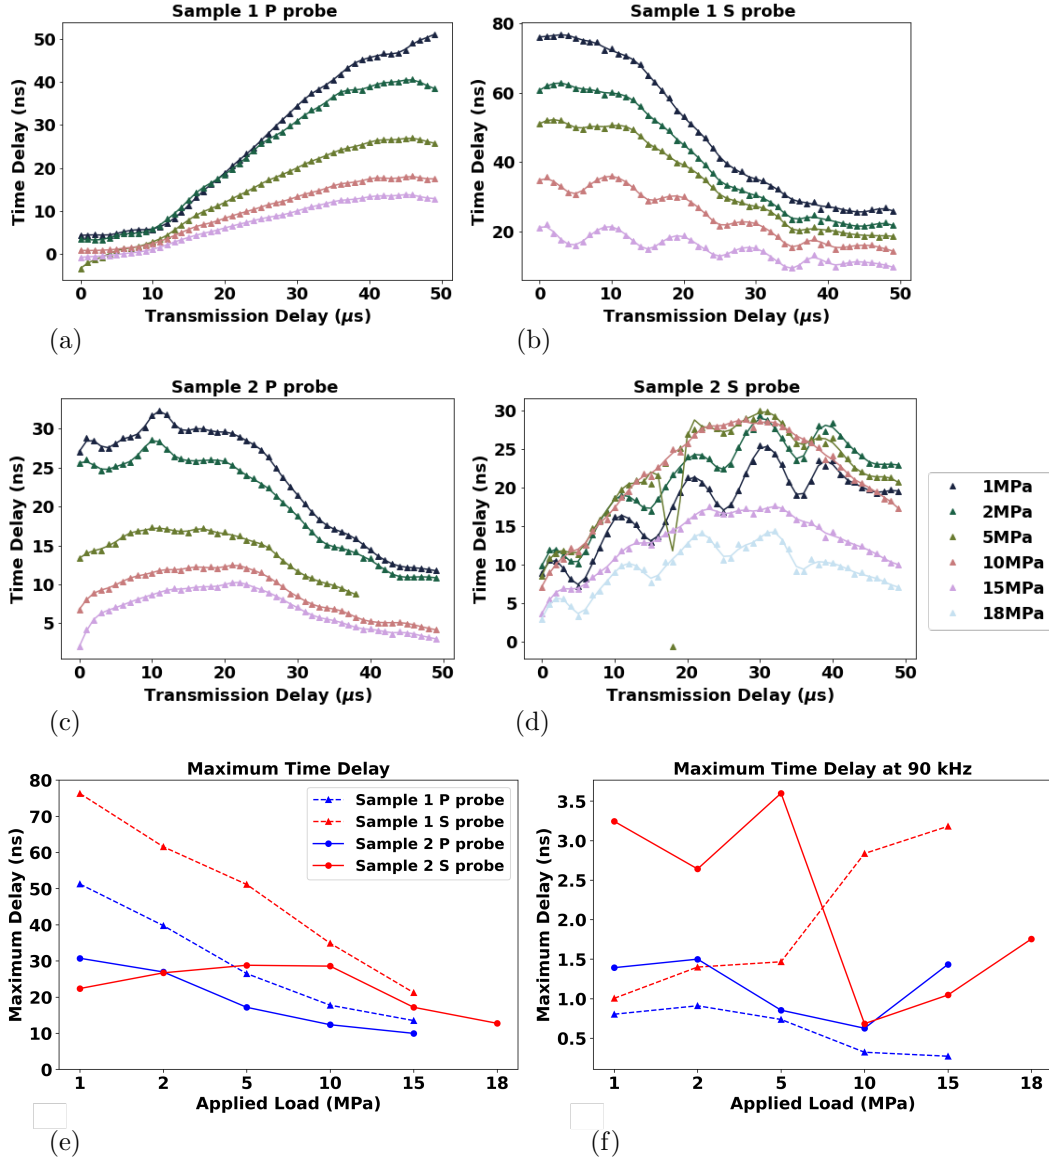 Sample 1 P probe
Time Delay (ns)
50
40
30
20
10
0
0 10 20 30 40 50
Transmission Delay (μs)
(a)
Sample 1 S probe
Time Delay (ns)
80
60
40
20
0 10 20 30 40 50
Transmission Delay (μs)
(b)
Sample 2 P probe
Time Delay (ns)
30
25
20
15
10
5
0 10 20 30 40 50
Transmission Delay (μs)
(c)
Sample 2 S probe
Time Delay (ns)
30
25
20
15
10
5
0
0 10 20 30 40 50
Transmission Delay (μs)
(d)
1MPa
2MPa
5MPa
10MPa
15MPa
18MPa
Maximum Time Delay
Maximum Delay (ns)
80
70
60
50
40
30
20
10
0
Sample 1 P probe
Sample 1 S probe
Sample 2 P probe
Sample 2 S probe
1 2 5 10 15 18
Applied Load (MPa)
(e)
Maximum Time Delay at 90 kHz
Maximum Delay (ns)
3.5
3.0
2.5
2.0
1.5
1.0
0.5
1 2 5 10 15 18
Applied Load (MPa)
(f)